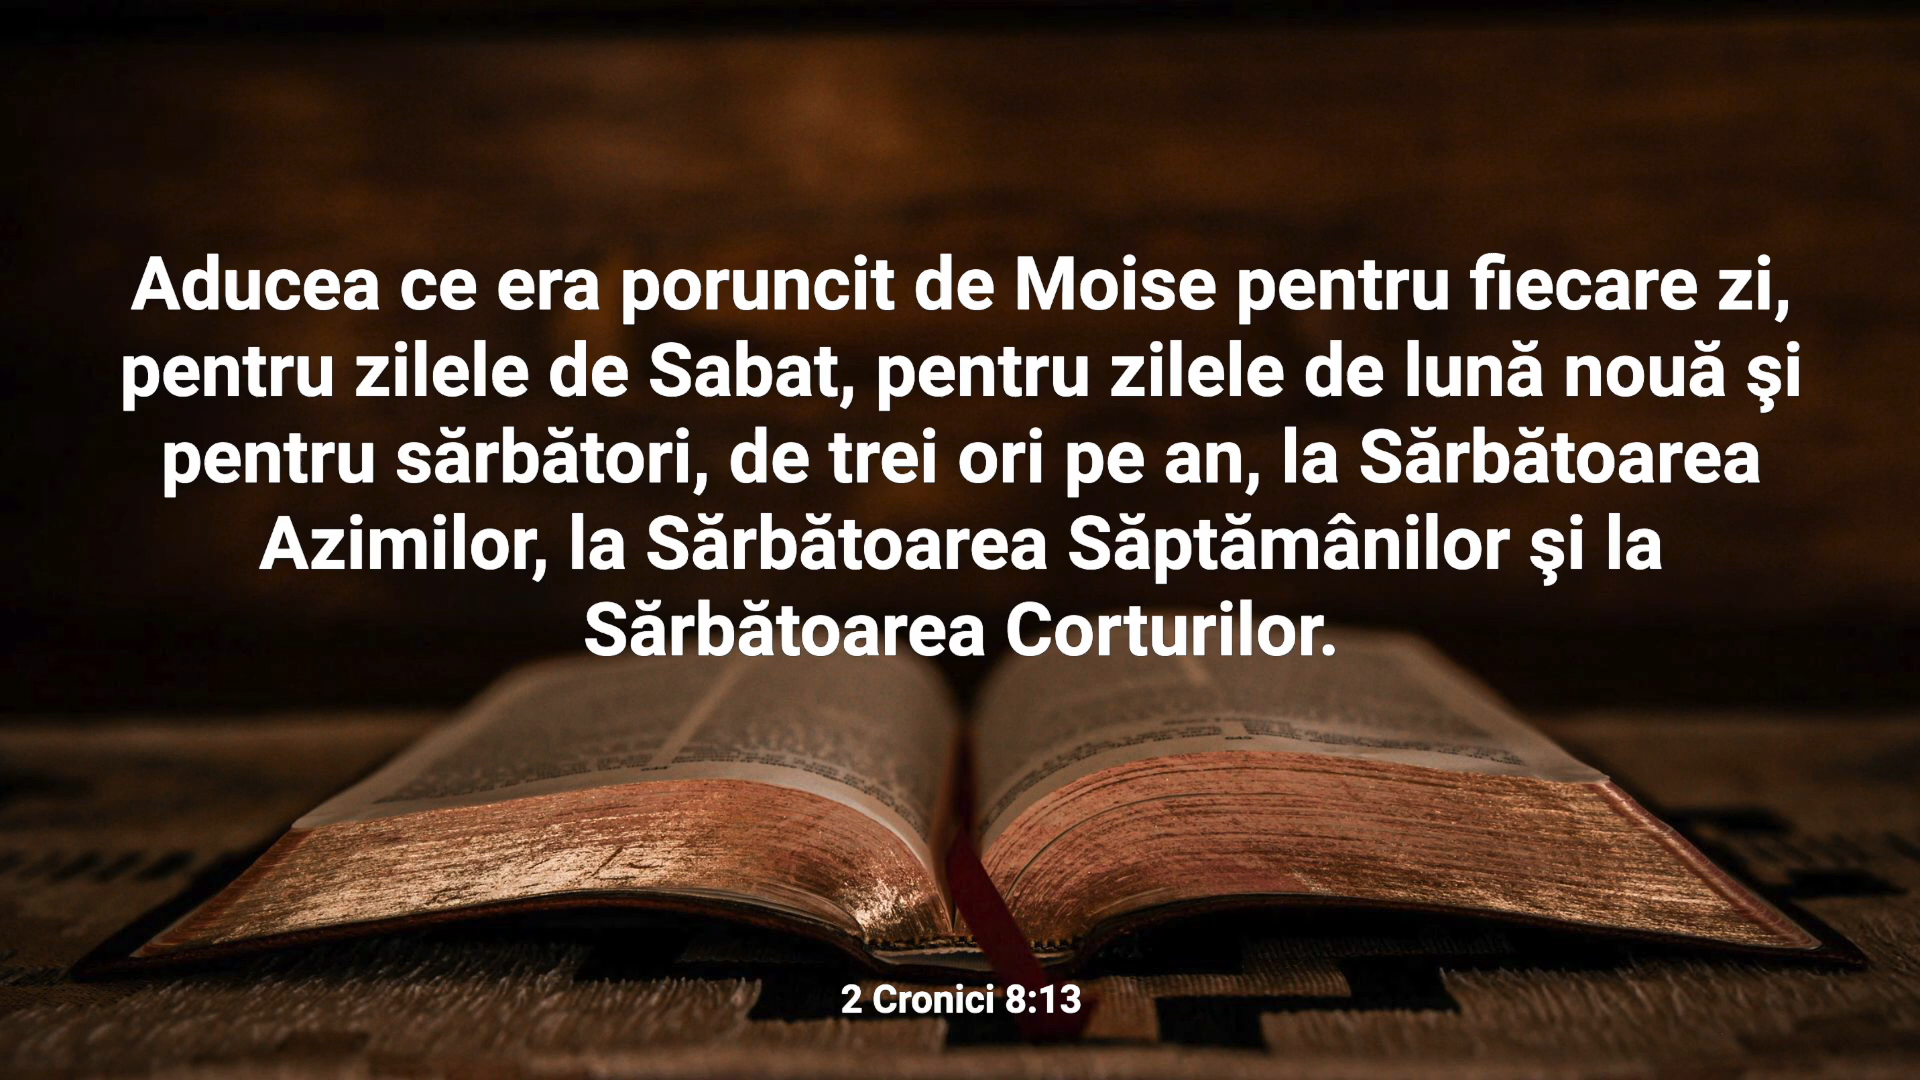 Aducea ce era poruncit de Moise pentru fiecare zi,
pentru zilele de Sabat, pentru zilele de lună nouă şi
pentru sărbători, de trei ori pe an, la Sărbătoarea
Azimilor, la Sărbătoarea Săptămânilor şi la
Sărbătoarea Corturilor.
2 Cronici 8:13